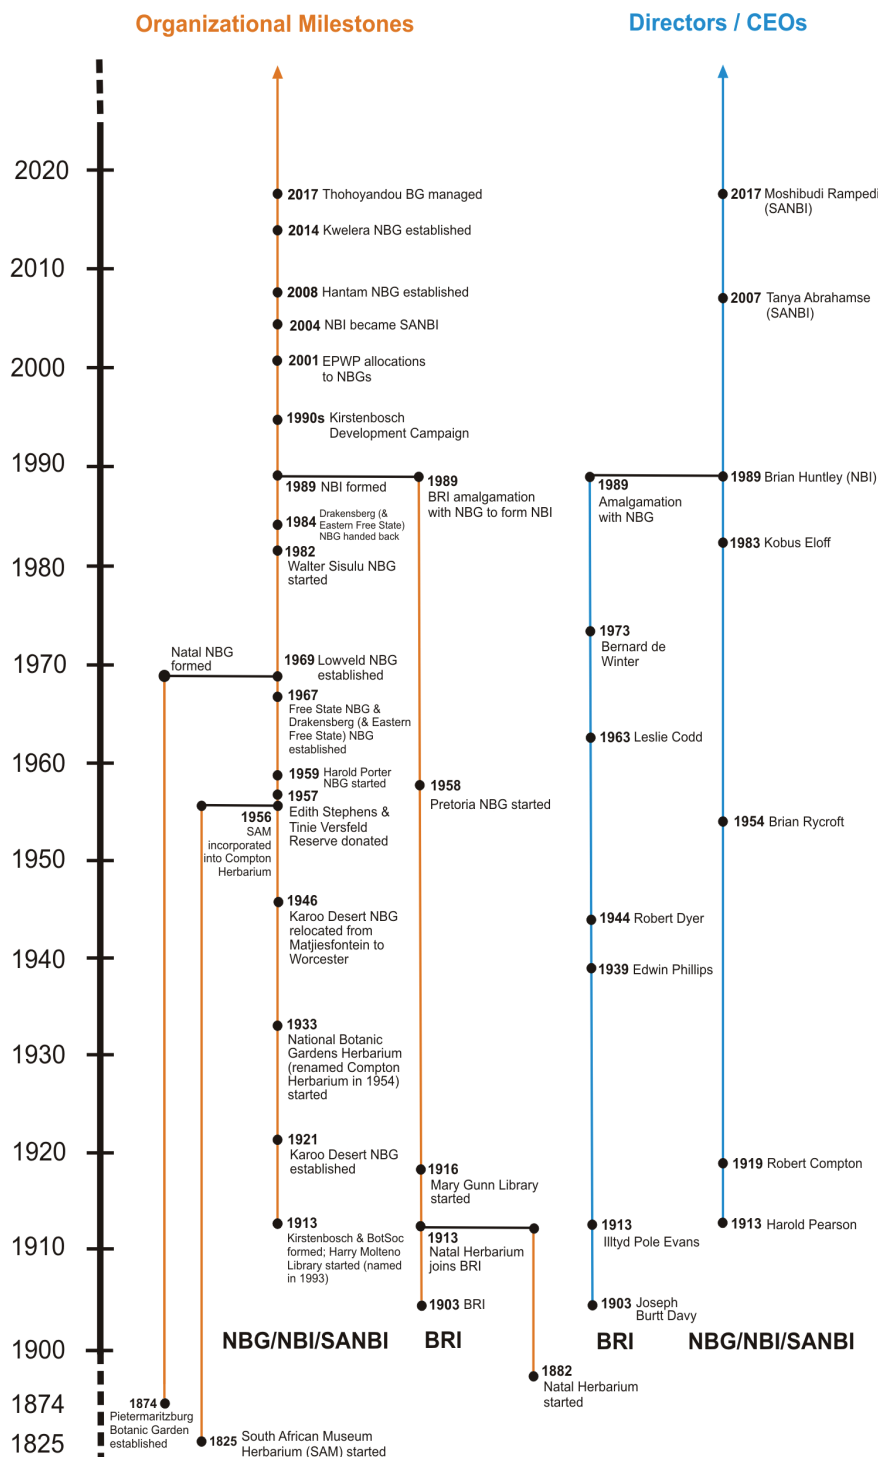 Organizational Milestones
Directors / CEOs
2020
2010
2000
1990
1980
1970
1960
1950
1940
1930
1920
1910
1900
1874
1825
2017 Thohoyandou BG managed
2014 Kwelera NBG established
2008 Hantam NBG established
2004 NBI became SANBI
2001 EPWP allocations
to NBGs
1990s Kirstenbosch
Development Campaign
1989 NBI formed
1984 Drakensberg (&
Eastern Free State)
NBG handed back
1982
Walter Sisulu NBG
started
Natal NBG
formed
1969 Lowveld NBG
established
1967
Free State NBG &
Drakensberg (& Eastern
Free State) NBG
established
1959 Harold Porter
NBG started
1957
Edith Stephens &
Tinie Versfeld
Reserve donated
1956
SAM
incorporated
into Compton
Herbarium
1946
Karoo Desert NBG
relocated from
Matjiesfontein to
Worcester
1933
National Botanic
Gardens Herbarium
(renamed Compton
Herbarium in 1954)
started
1921
Karoo Desert NBG
established
1913
Kirstenbosch & BotSoc
formed; Harry Molteno
Library started (named
in 1993)
NBG/NBI/SANBI
1874
Pietermaritzburg
Botanic Garden
established
1825 South African Museum
Herbarium (SAM) started
1989
BRI amalgamation
with NBG to form NBI
1958
Pretoria NBG started
1916
Mary Gunn Library
started
1913
Natal Herbarium
joins BRI
1903 BRI
BRI
1882
Natal Herbarium
started
1989
Amalgamation
with NBG
1973
Bernard de
Winter
1963 Leslie Codd
1944 Robert Dyer
1939 Edwin Phillips
1913
Illtyd Pole Evans
1903 Joseph
Burtt Davy
BRI
2017 Moshibudi Rampedi
(SANBI)
2007 Tanya Abrahamse
(SANBI)
1989 Brian Huntley (NBI)
1983 Kobus Eloff
1954 Brian Rycroft
1919 Robert Compton
1913 Harold Pearson
NBG/NBI/SANBI